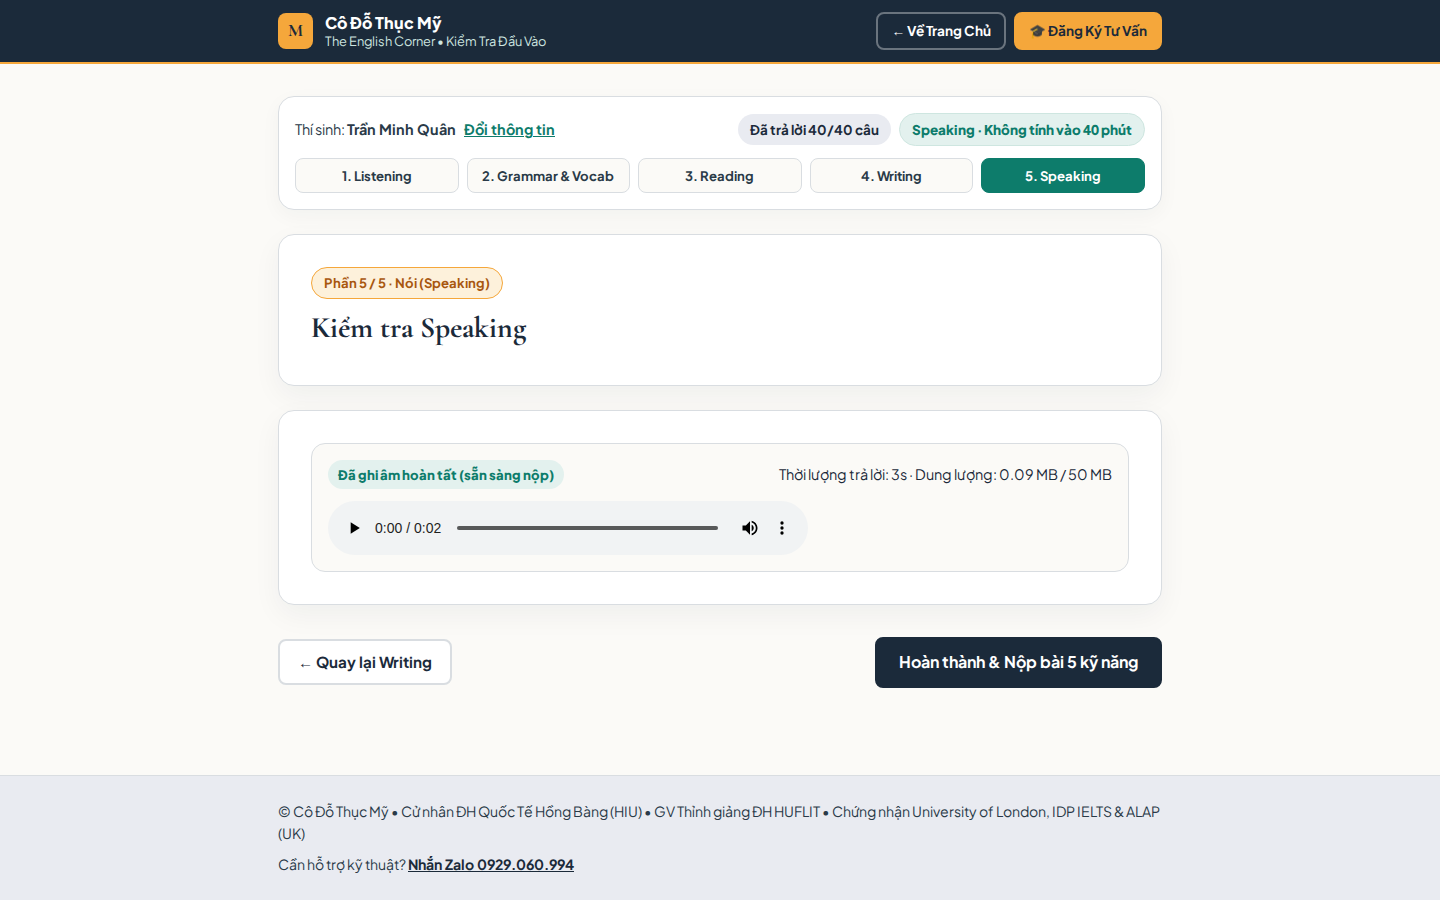 M
Cô Đỗ Thục Mỹ
The English Corner • Kiểm Tra Đầu Vào
← Về Trang Chủ
🎓 Đăng Ký Tư Vấn
Thí sinh: Trần Minh Quân Đổi thông tin
Đã trả lời 40/40 câu
Speaking · Không tính vào 40 phút
1. Listening
2. Grammar & Vocab
3. Reading
4. Writing
5. Speaking
Phần 5 / 5 · Nói (Speaking)
Kiểm tra Speaking
Đã ghi âm hoàn tất (sẵn sàng nộp)
Thời lượng trả lời: 3s · Dung lượng: 0.09 MB / 50 MB
0:00 / 0:02
← Quay lại Writing
Hoàn thành & Nộp bài 5 kỹ năng
© Cô Đỗ Thục Mỹ • Cử nhân ĐH Quốc Tế Hồng Bàng (HIU) • GV Thỉnh giảng ĐH HUFLIT • Chứng nhận University of London, IDP IELTS & ALAP
(UK)
Cần hỗ trợ kỹ thuật? Nhắn Zalo 0929.060.994